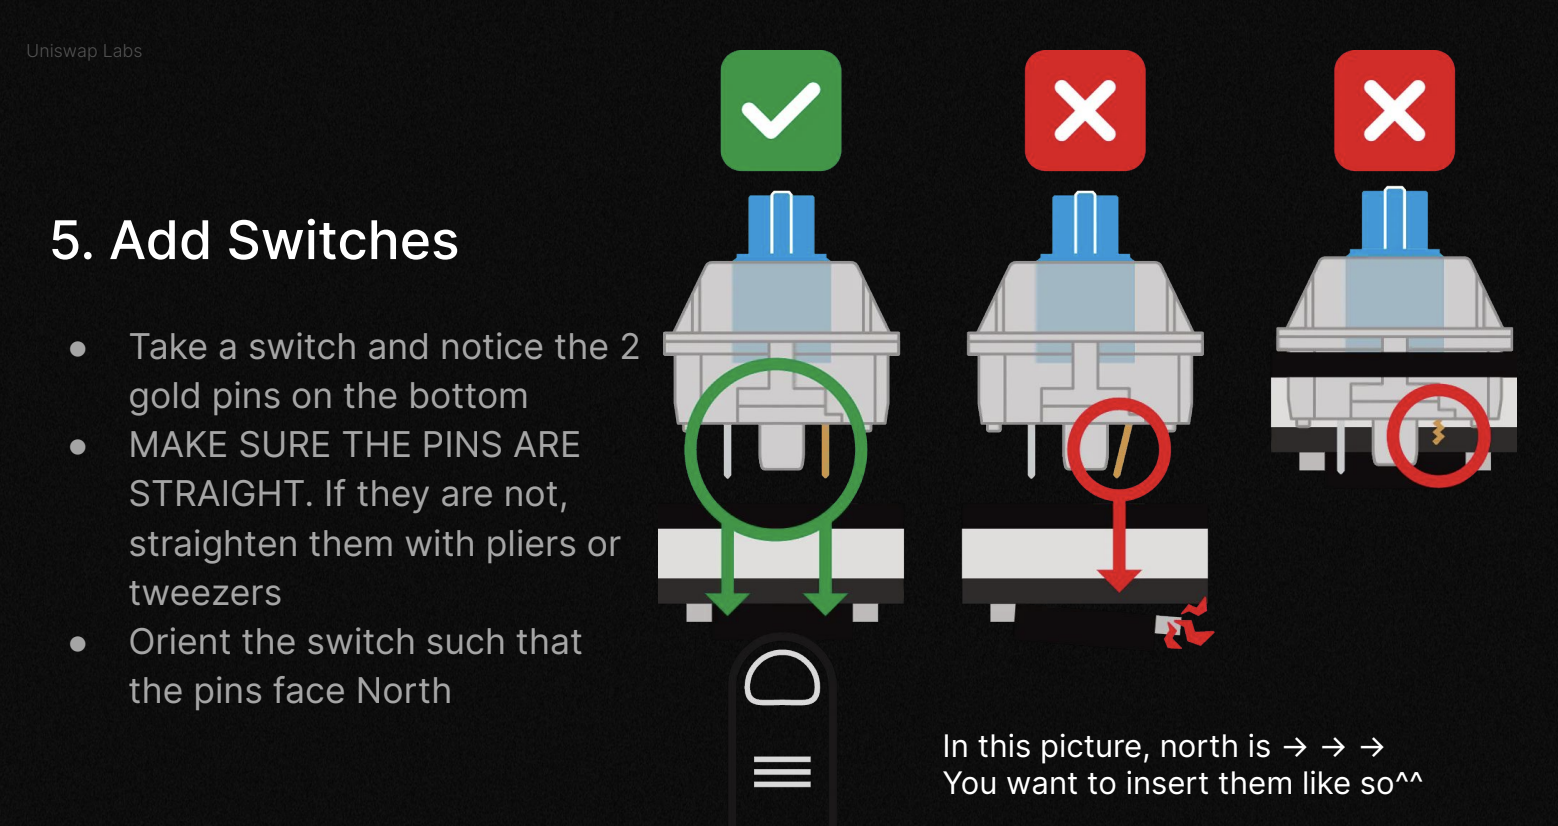 Uniswap Labs
5. Add Switches
● Take a switch and notice the 2
gold pins on the bottom
● MAKE SURE THE PINS ARE
STRAIGHT. If they are not,
straighten them with pliers or
tweezers
● Orient the switch such that
the pins face North
In this picture, north is → → →
You want to insert them like so^^